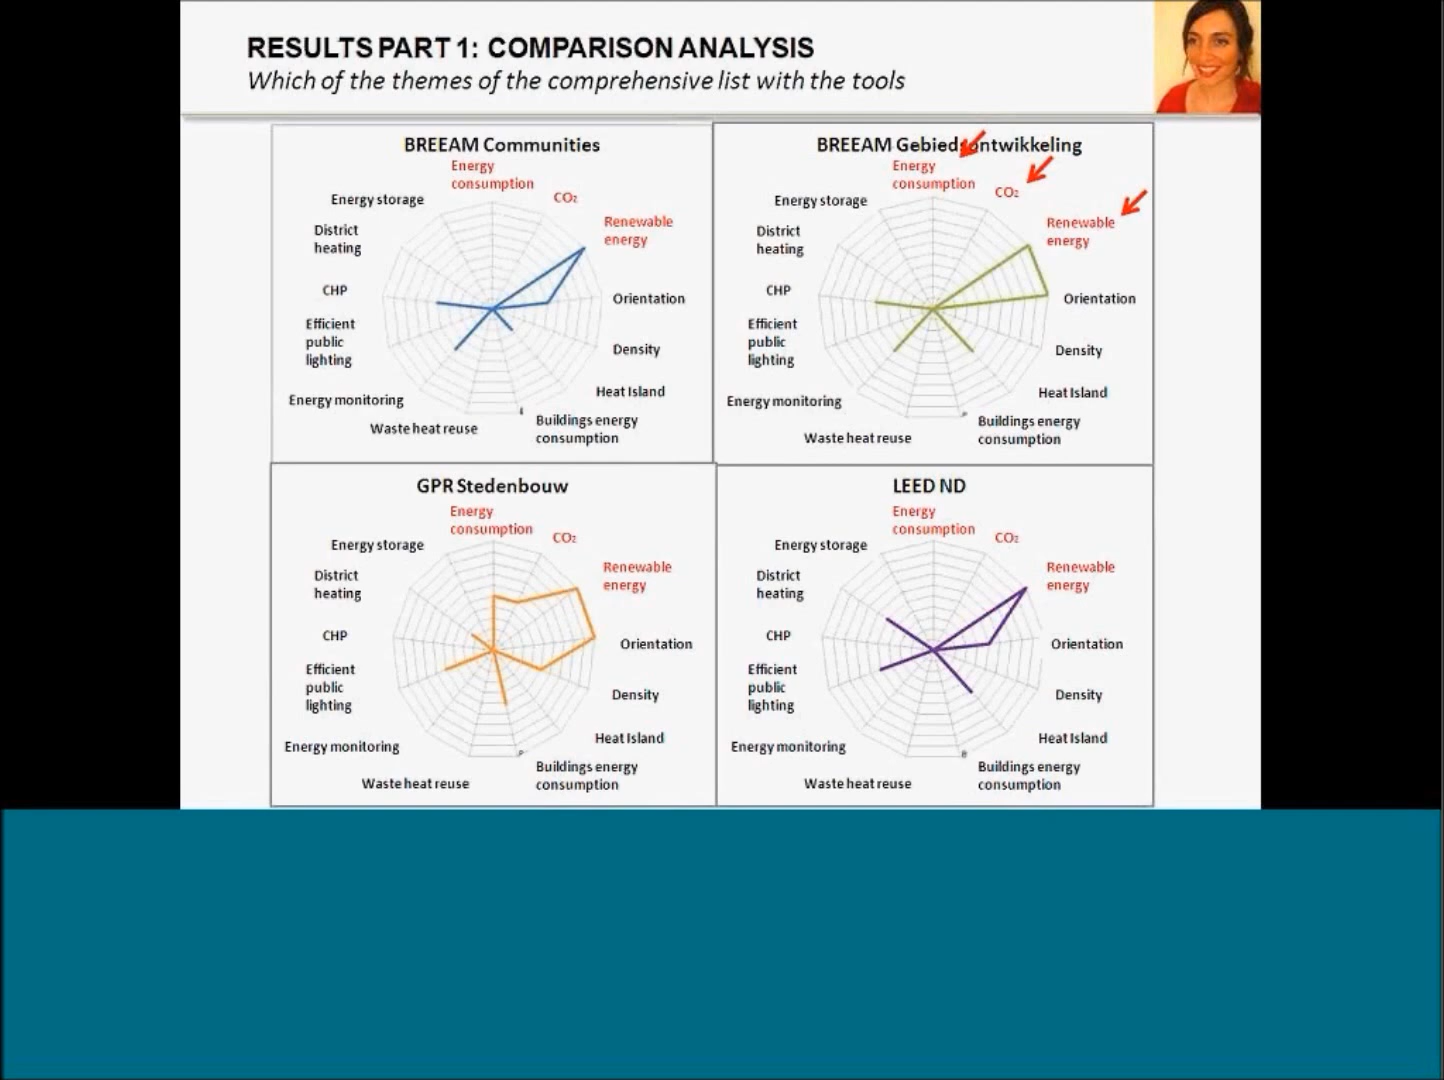 RESULTS PART 1: COMPARISON ANALYSIS
Which of the themes of the comprehensive list with the tools
BREEAM Communities
Energy
consumption
CO₂
Renewable
energy
Orientation
Density
Heat Island
Buildings energy
consumption
Waste heat reuse
Energy monitoring
Efficient
public
lighting
CHP
District
heating
Energy storage
BREEAM Gebiedsontwikkeling
Energy
consumption
CO₂
Renewable
energy
Orientation
Density
Heat Island
Buildings energy
consumption
Waste heat reuse
Energy monitoring
Efficient
public
lighting
CHP
District
heating
Energy storage
GPR Stedenbouw
Energy
consumption
CO₂
Renewable
energy
Orientation
Density
Heat Island
Buildings energy
consumption
Waste heat reuse
Energy monitoring
Efficient
public
lighting
CHP
District
heating
Energy storage
LEED ND
Energy
consumption
CO₂
Renewable
energy
Orientation
Density
Heat Island
Buildings energy
consumption
Waste heat reuse
Energy monitoring
Efficient
public
lighting
CHP
District
heating
Energy storage